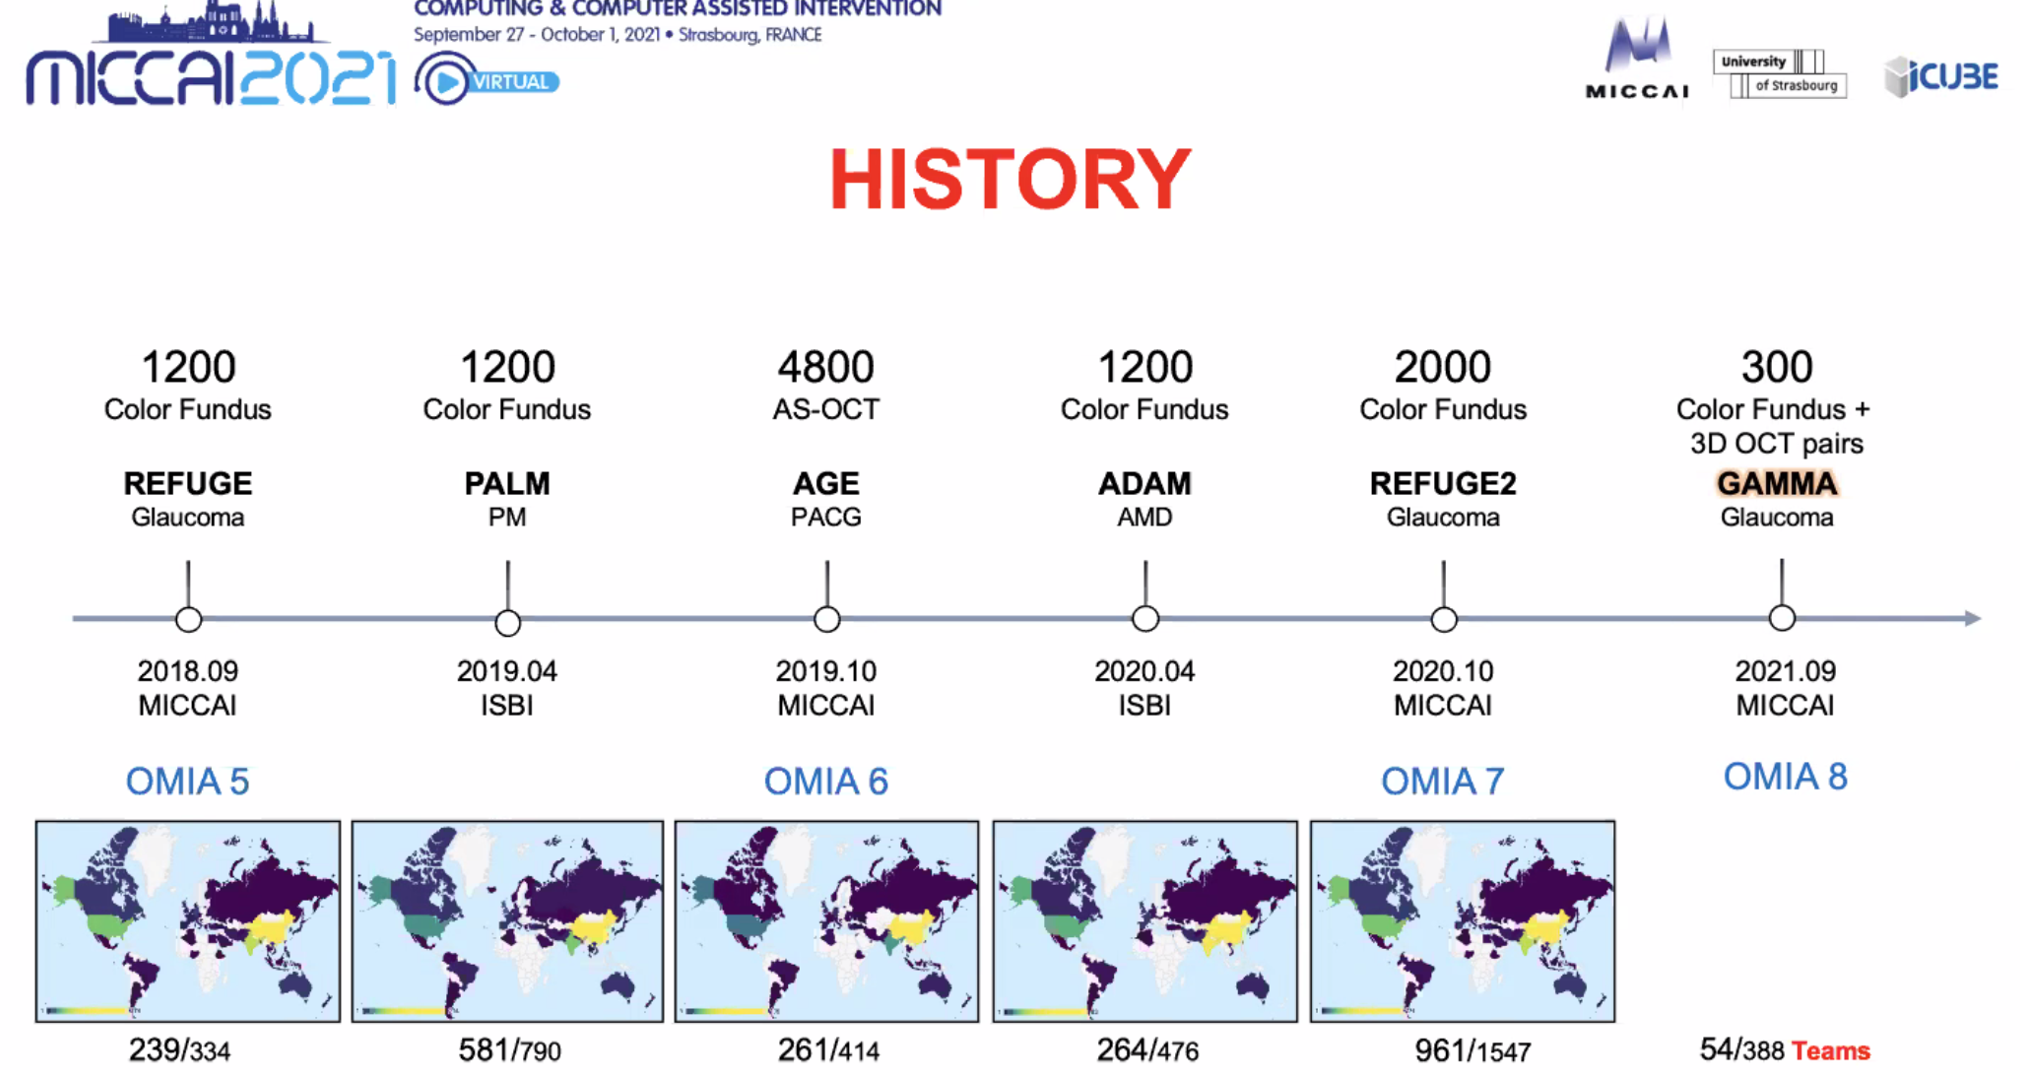 COMPUTING & COMPUTER ASSISTED INTERVENTION
September 27 - October 1, 2021 • Strasbourg, FRANCE
MICCAI2021
VIRTUAL
MICCAI
University
of Strasbourg
iCUBE
HISTORY
1200
Color Fundus
REFUGE
Glaucoma
2018.09
MICCAI
OMIA 5
239/334
1200
Color Fundus
PALM
PM
2019.04
ISBI
581/790
4800
AS-OCT
AGE
PACG
2019.10
MICCAI
OMIA 6
261/414
1200
Color Fundus
ADAM
AMD
2020.04
ISBI
264/476
2000
Color Fundus
REFUGE2
Glaucoma
2020.10
MICCAI
OMIA 7
961/1547
300
Color Fundus +
3D OCT pairs
GAMMA
Glaucoma
2021.09
MICCAI
OMIA 8
54/388 Teams